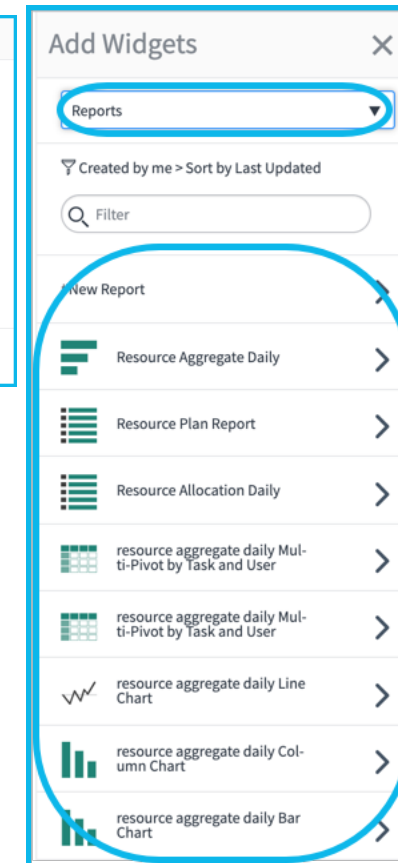 Add Widgets
Reports
Created by me > Sort by Last Updated
Filter
+New Report
Resource Aggregate Daily
Resource Plan Report
Resource Allocation Daily
resource aggregate daily Mul-
ti-Pivot by Task and User
resource aggregate daily Mul-
ti-Pivot by Task and User
resource aggregate daily Line
Chart
resource aggregate daily Col-
umn Chart
resource aggregate daily Bar
Chart